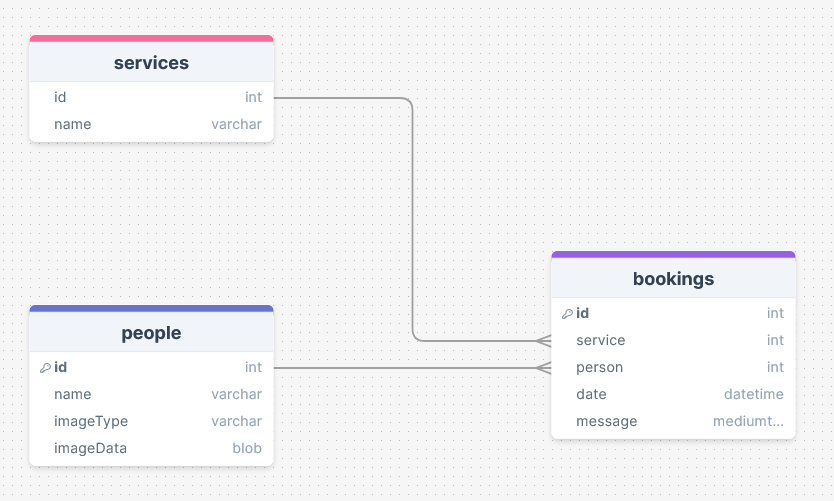 services
id int
name varchar
people
id int
name varchar
imageType varchar
imageData blob
bookings
id int
service int
person int
date datetime
message mediumt...